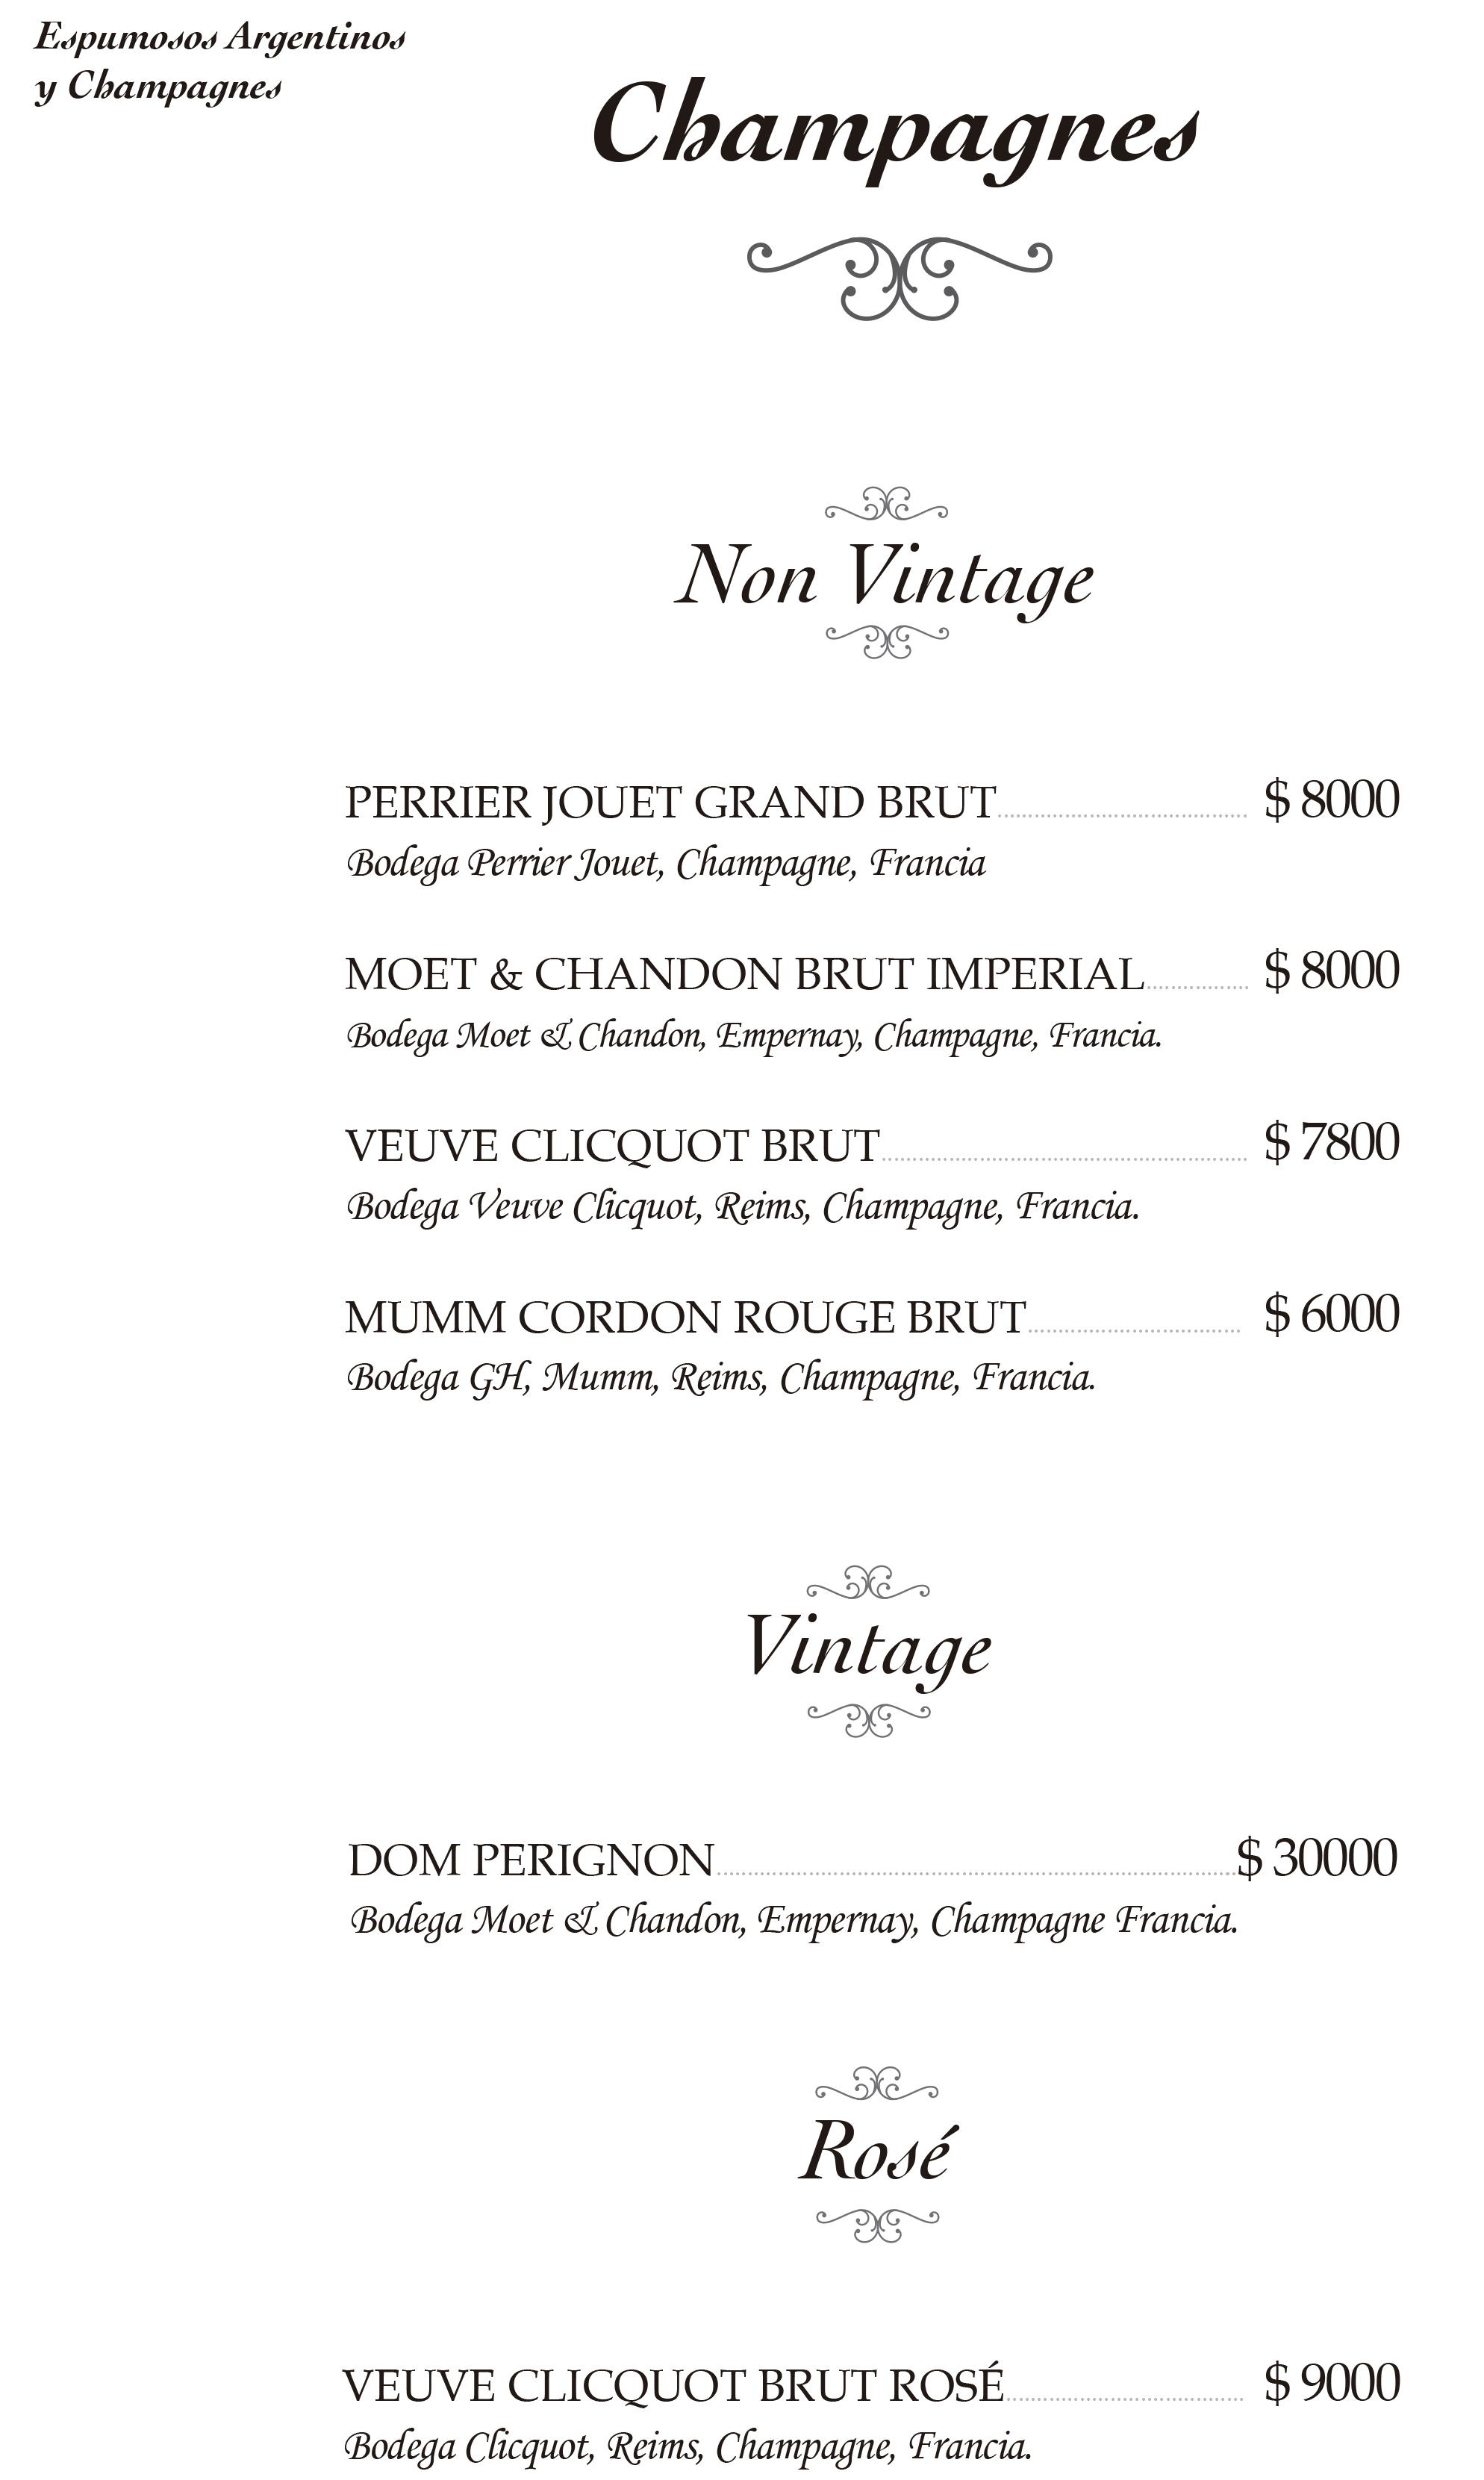 Espumosos Argentinos
y Champagnes
Champagnes
Non Vintage
PERRIER JOUET GRAND BRUT $ 8000
Bodega Perrier Jouet, Champagne, Francia
MOET & CHANDON BRUT IMPERIAL $ 8000
Bodega Moet & Chandon, Empernay, Champagne, Francia.
VEUVE CLICQUOT BRUT $ 7800
Bodega Veuve Clicquot, Reims, Champagne, Francia.
MUMM CORDON ROUGE BRUT $ 6000
Bodega GH, Mumm, Reims, Champagne, Francia.
Vintage
DOM PERIGNON $ 30000
Bodega Moet & Chandon, Empernay, Champagne Francia.
Rosé
VEUVE CLICQUOT BRUT ROSÉ $ 9000
Bodega Clicquot, Reims, Champagne, Francia.